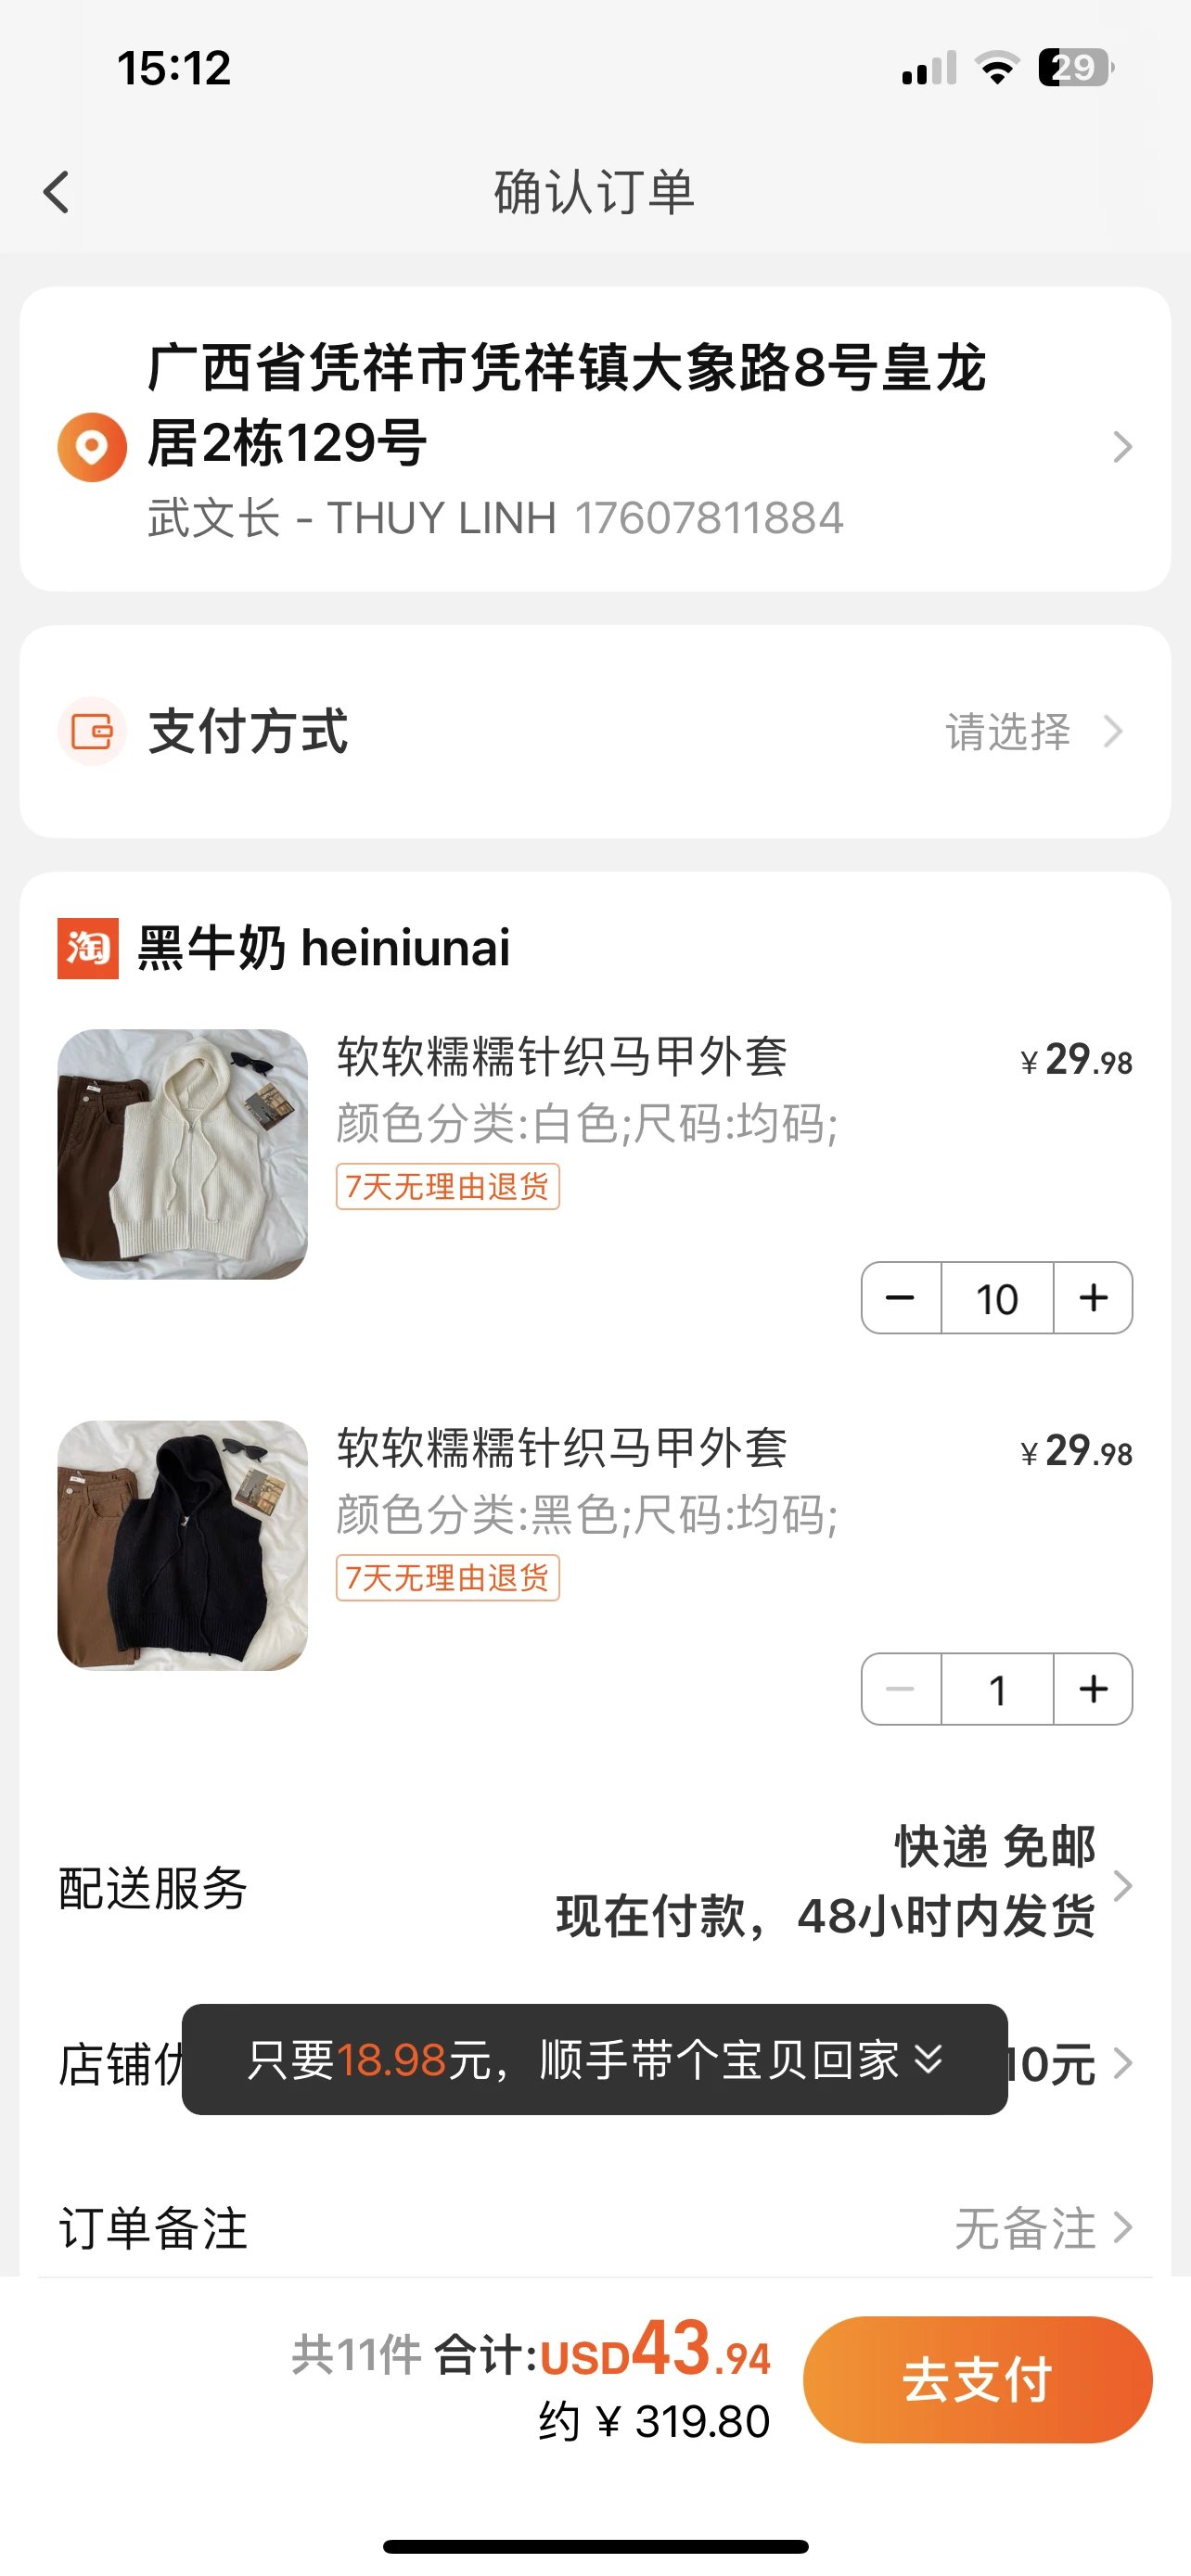 15:12
29
确认订单
广西省凭祥市凭祥镇大象路8号皇龙
居2栋129号
武文长 - THUY LINH 17607811884
支付方式 请选择
淘 黑牛奶 heiniunai
软软糯糯针织马甲外套 ¥29.98
颜色分类:白色;尺码:均码;
7天无理由退货
10
软软糯糯针织马甲外套 ¥29.98
颜色分类:黑色;尺码:均码;
7天无理由退货
1
快递 免邮
配送服务
现在付款，48小时内发货
店铺优 10元
只要18.98元，顺手带个宝贝回家
订单备注 无备注
共11件 合计:USD43.94
约 ¥ 319.80
去支付